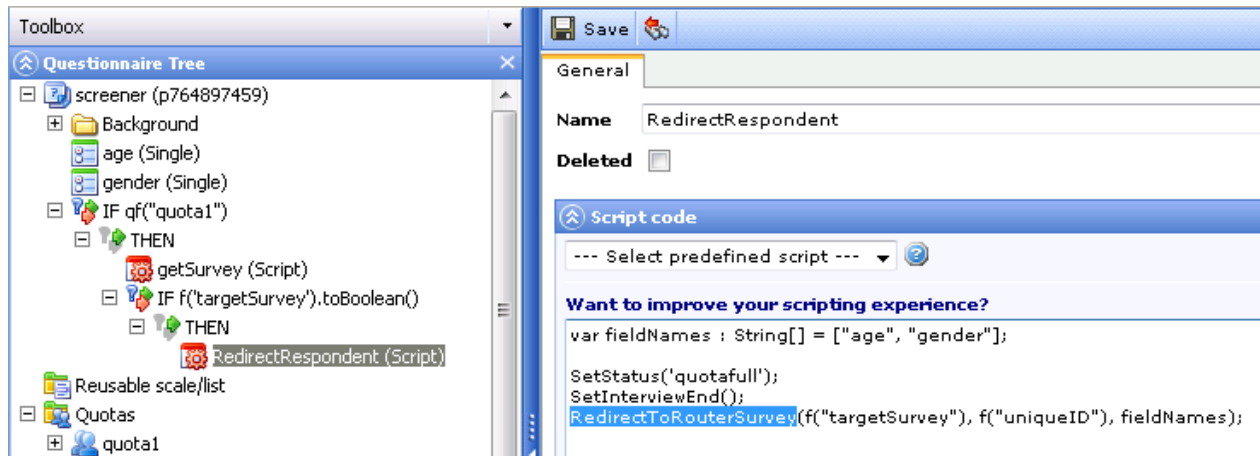 Toolbox
Questionnaire Tree
screener (p764897459)
Background
age (Single)
gender (Single)
IF qf("quota1")
THEN
getSurvey (Script)
IF f('targetSurvey').toBoolean()
THEN
RedirectRespondent (Script)
Reusable scale/list
Quotas
quota1
Save
General
Name RedirectRespondent
Deleted
Script code
--- Select predefined script ---
Want to improve your scripting experience?
var fieldNames : String[] = ["age", "gender"];
SetStatus('quotafull');
SetInterviewEnd();
RedirectToRouterSurvey(f("targetSurvey"), f("uniqueID"), fieldNames);